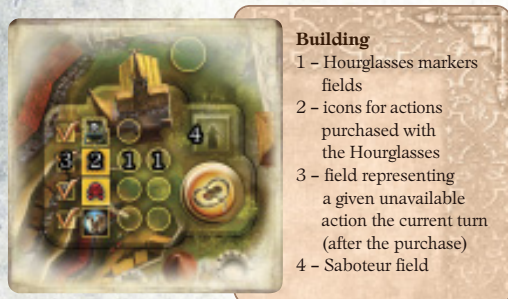 3 2 1 1 4
Building
1 – Hourglasses markers
fields
2 – icons for actions
purchased with
the Hourglasses
3 – field representing
a given unavailable
action the current turn
(after the purchase)
4 – Saboteur field